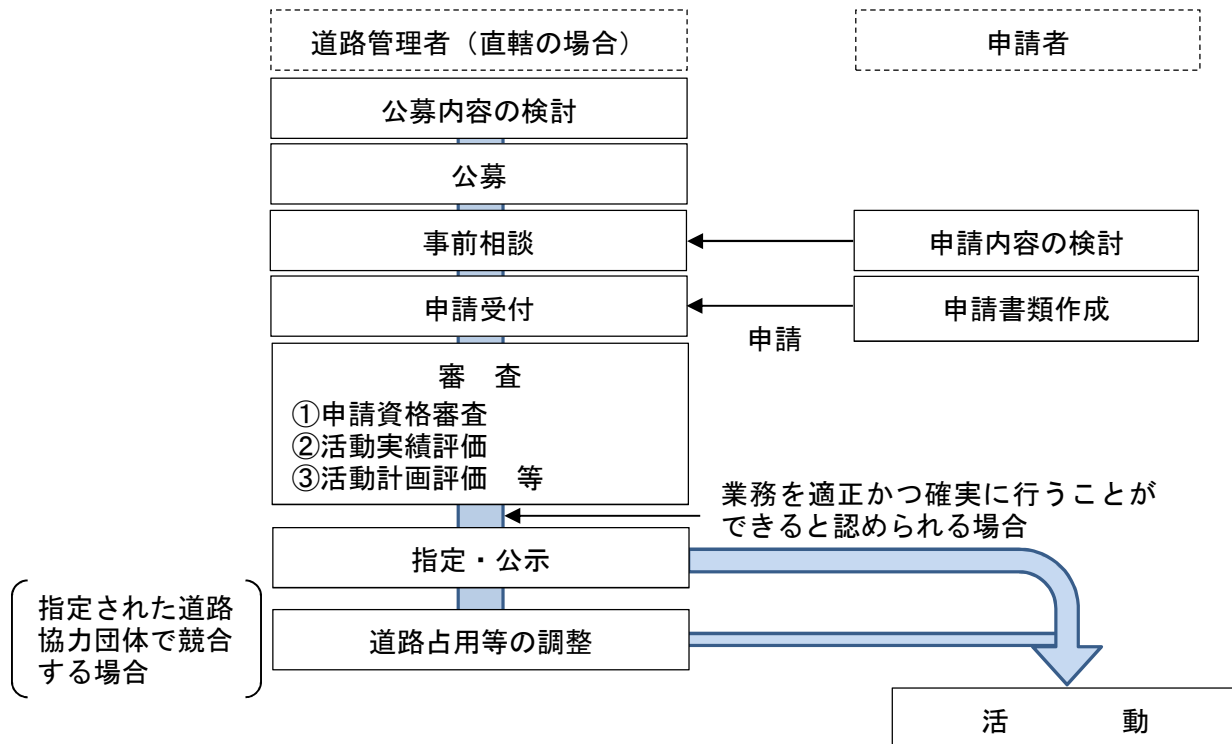 道路管理者（直轄の場合）
申請者
公募内容の検討
公募
事前相談
申請内容の検討
申請受付
申請書類作成
申請
審　査
①申請資格審査
②活動実績評価
③活動計画評価　等
業務を適正かつ確実に行うことが
できると認められる場合
指定・公示
指定された道路
協力団体で競合
する場合
道路占用等の調整
活　　　動